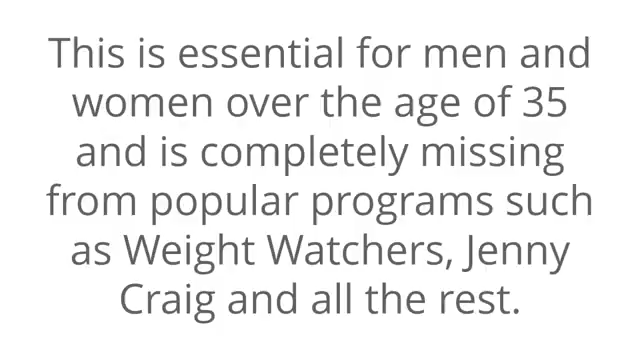 This is essential for men and
women over the age of 35
and is completely missing
from popular programs such
as Weight Watchers, Jenny
Craig and all the rest.